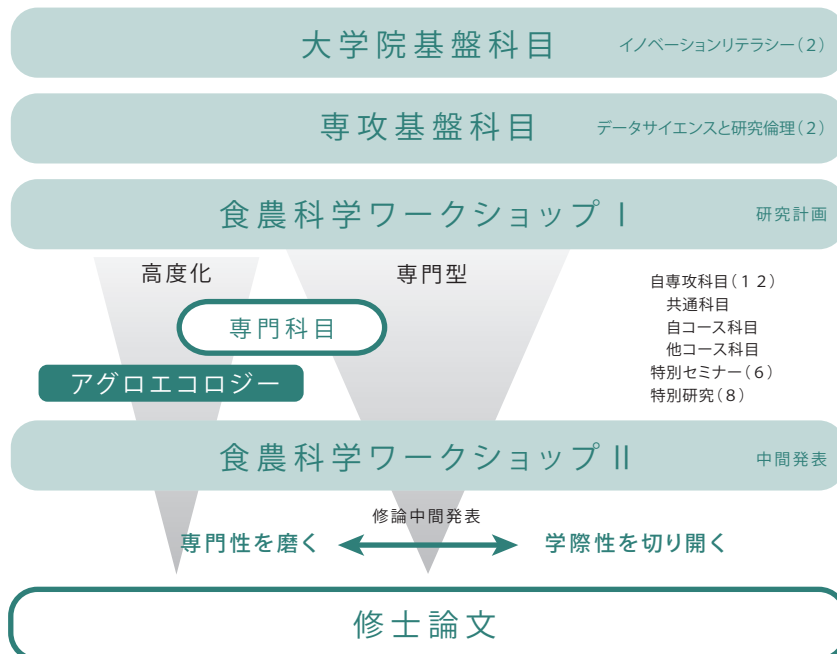 大学院基盤科目 イノベーションリテラシー(2)
専攻基盤科目 データサイエンスと研究倫理(2)
食農科学ワークショップⅠ 研究計画
高度化 専門型
専門科目
アグロエコロジー
自専攻科目(12)
共通科目
自コース科目
他コース科目
特別セミナー(6)
特別研究(8)
食農科学ワークショップⅡ 中間発表
修論中間発表
専門性を磨く 学際性を切り開く
修士論文